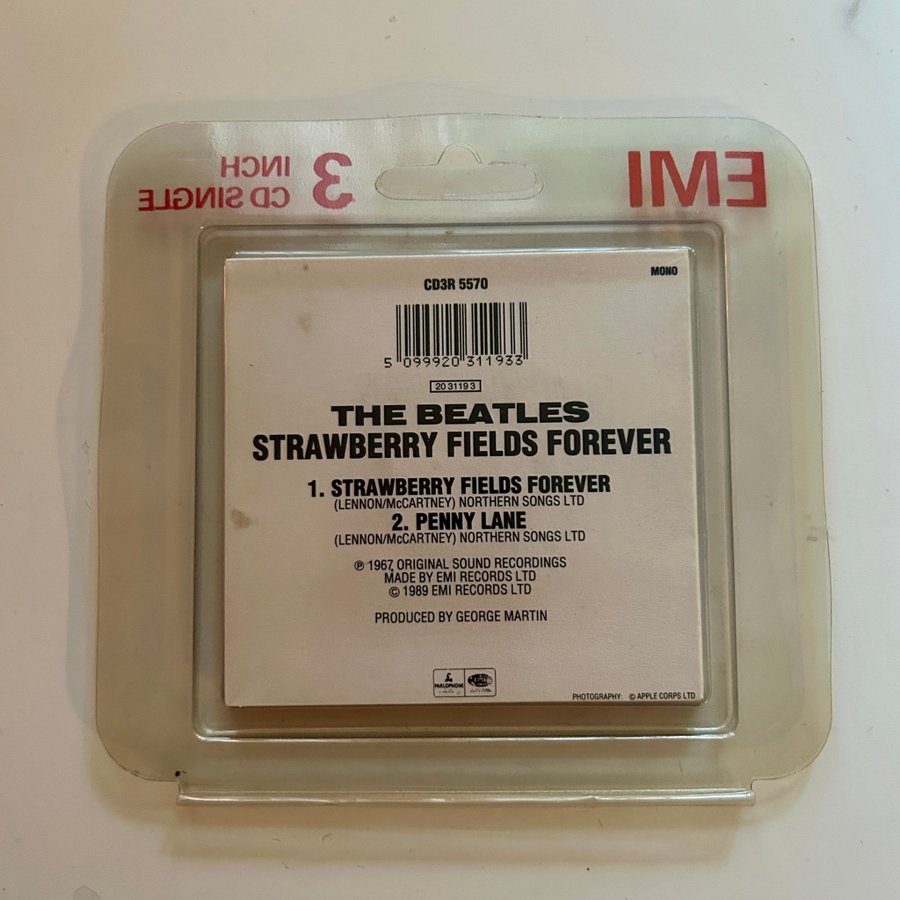 EMI
3 INCH
CD SINGLE
CD3R 5570
MONO
5 099920 311933
20 3119 3
THE BEATLES
STRAWBERRY FIELDS FOREVER
1. STRAWBERRY FIELDS FOREVER
(LENNON/McCARTNEY) NORTHERN SONGS LTD
2. PENNY LANE
(LENNON/McCARTNEY) NORTHERN SONGS LTD
℗ 1967, ORIGINAL SOUND RECORDINGS
MADE BY EMI RECORDS LTD
© 1989 EMI RECORDS LTD
PRODUCED BY GEORGE MARTIN
PARLOPHONE
PHOTOGRAPHY: © APPLE CORPS LTD